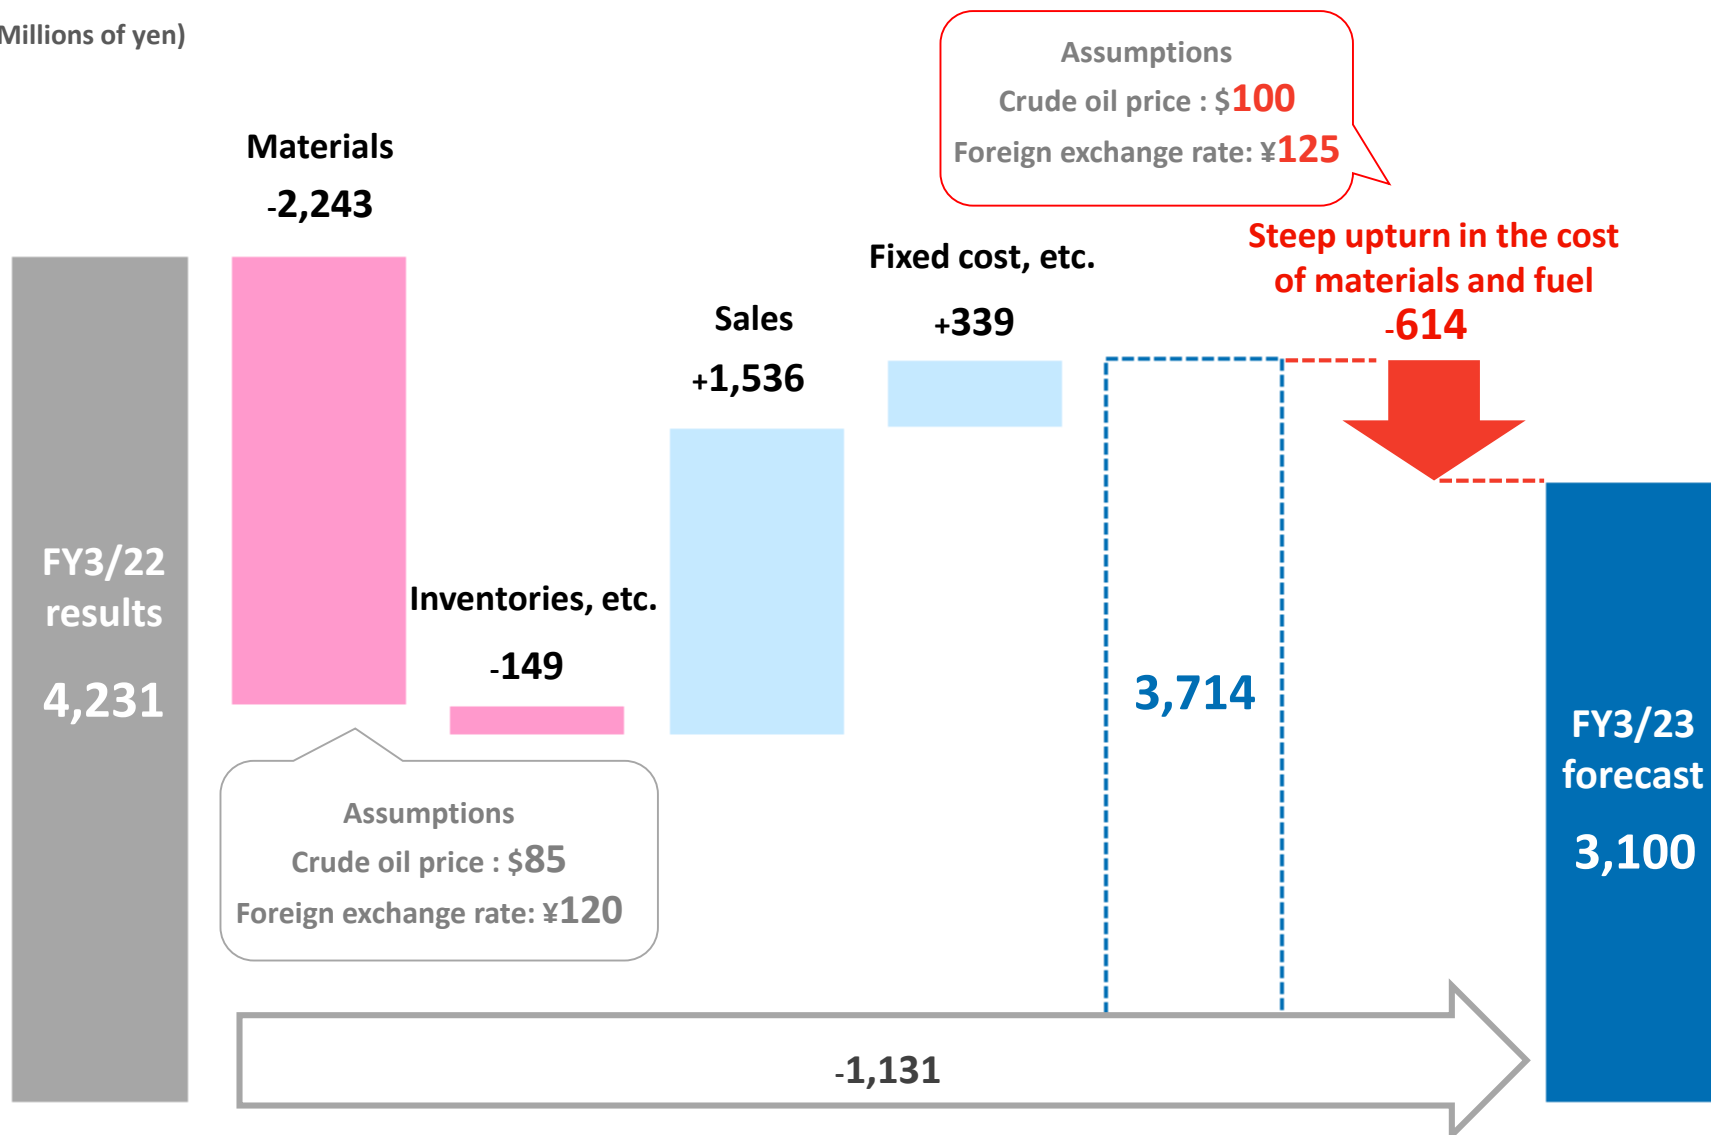 Millions of yen)
Assumptions
Crude oil price : $100
Foreign exchange rate: ¥125
Materials
-2,243
Steep upturn in the cost
of materials and fuel
-614
Fixed cost, etc.
+339
Sales
+1,536
FY3/22
results
4,231
Inventories, etc.
-149
3,714
FY3/23
forecast
3,100
Assumptions
Crude oil price : $85
Foreign exchange rate: ¥120
-1,131